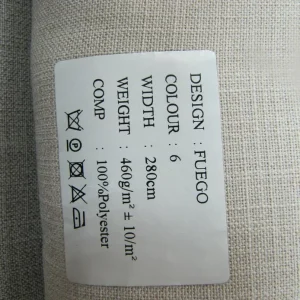 DESIGN : FUEGO
COLOUR : 6
WIDTH : 280cm
WEIGHT : 460g/m² ± 10/m²
COMP : 100%Polyester